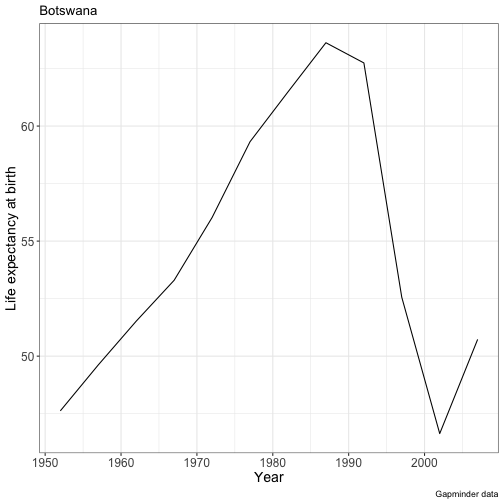 Botswana
Life expectancy at birth
60
55
50
1950 1960 1970 1980 1990 2000
Year
Gapminder data